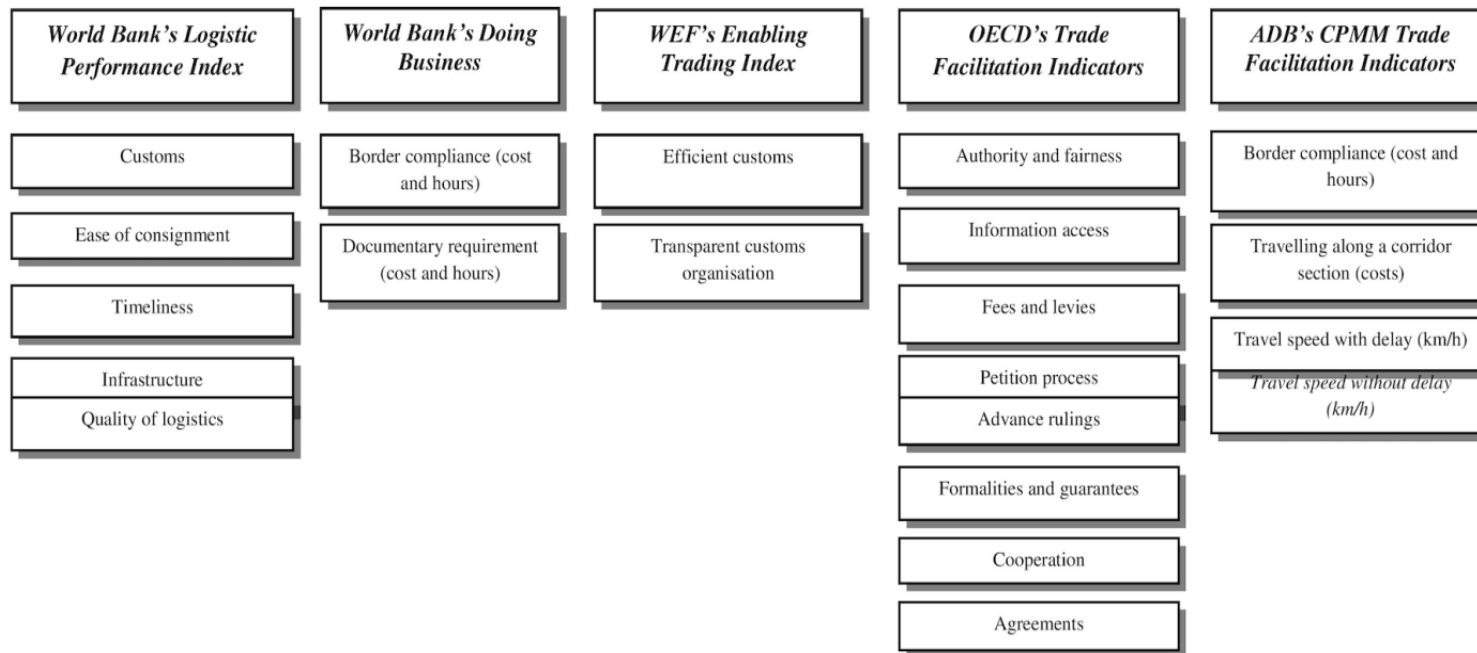 World Bank's Logistic
Performance Index
Customs
Ease of consignment
Timeliness
Infrastructure
Quality of logistics
World Bank's Doing
Business
Border compliance (cost
and hours)
Documentary requirement
(cost and hours)
WEF's Enabling
Trading Index
Efficient customs
Transparent customs
organisation
OECD's Trade
Facilitation Indicators
Authority and fairness
Information access
Fees and levies
Petition process
Advance rulings
Formalities and guarantees
Cooperation
Agreements
ADB's CPMM Trade
Facilitation Indicators
Border compliance (cost and
hours)
Travelling along a corridor
section (costs)
Travel speed with delay (km/h)
Travel speed without delay
(km/h)